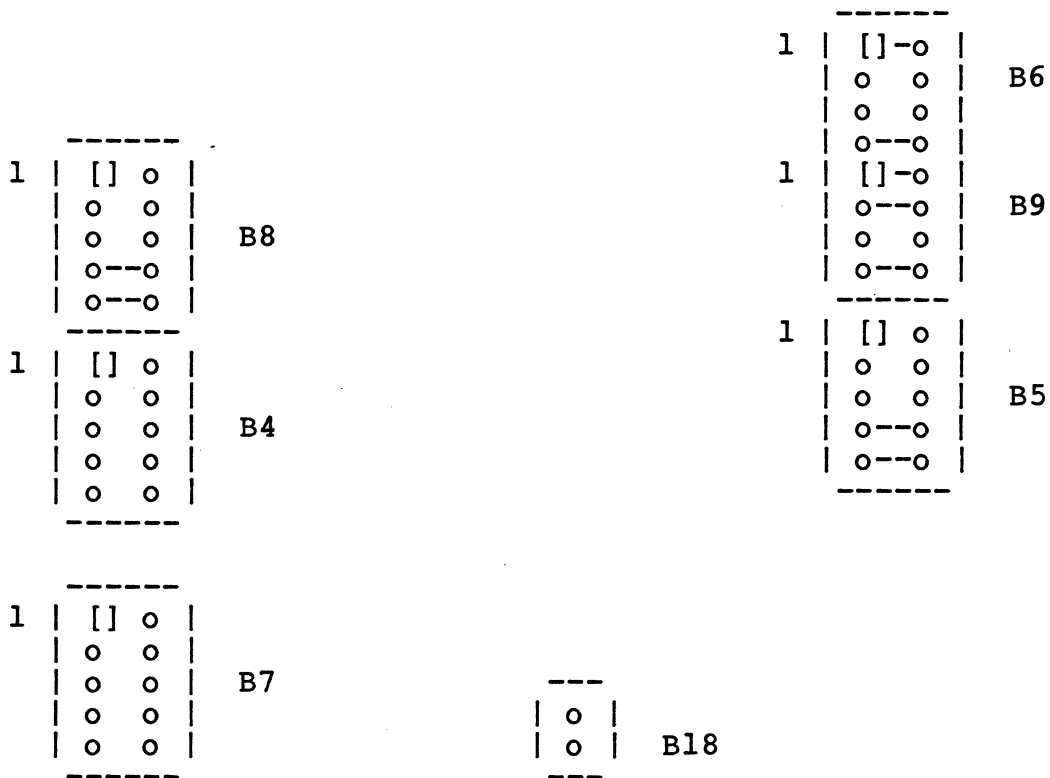 ------
                                                     1  | []-o |
                                                        | o  o |   B6
                                                        | o  o |
    ------                                              | o--o |
1  | [] o |                                         1  | []-o |
   | o  o |                                            | o--o |   B9
   | o  o |   B8                                       | o  o |
   | o--o |                                            | o--o |
   | o--o |                                             ------
    ------                                          1  | [] o |
1  | [] o |                                            | o  o |
   | o  o |                                            | o  o |   B5
   | o  o |   B4                                       | o--o |
   | o  o |                                            | o--o |
   | o  o |                                             ------
    ------
    ------
1  | [] o |
   | o  o |
   | o  o |   B7                  ---
   | o  o |                      | o |
   | o  o |                      | o |  B18
    ------                        ---